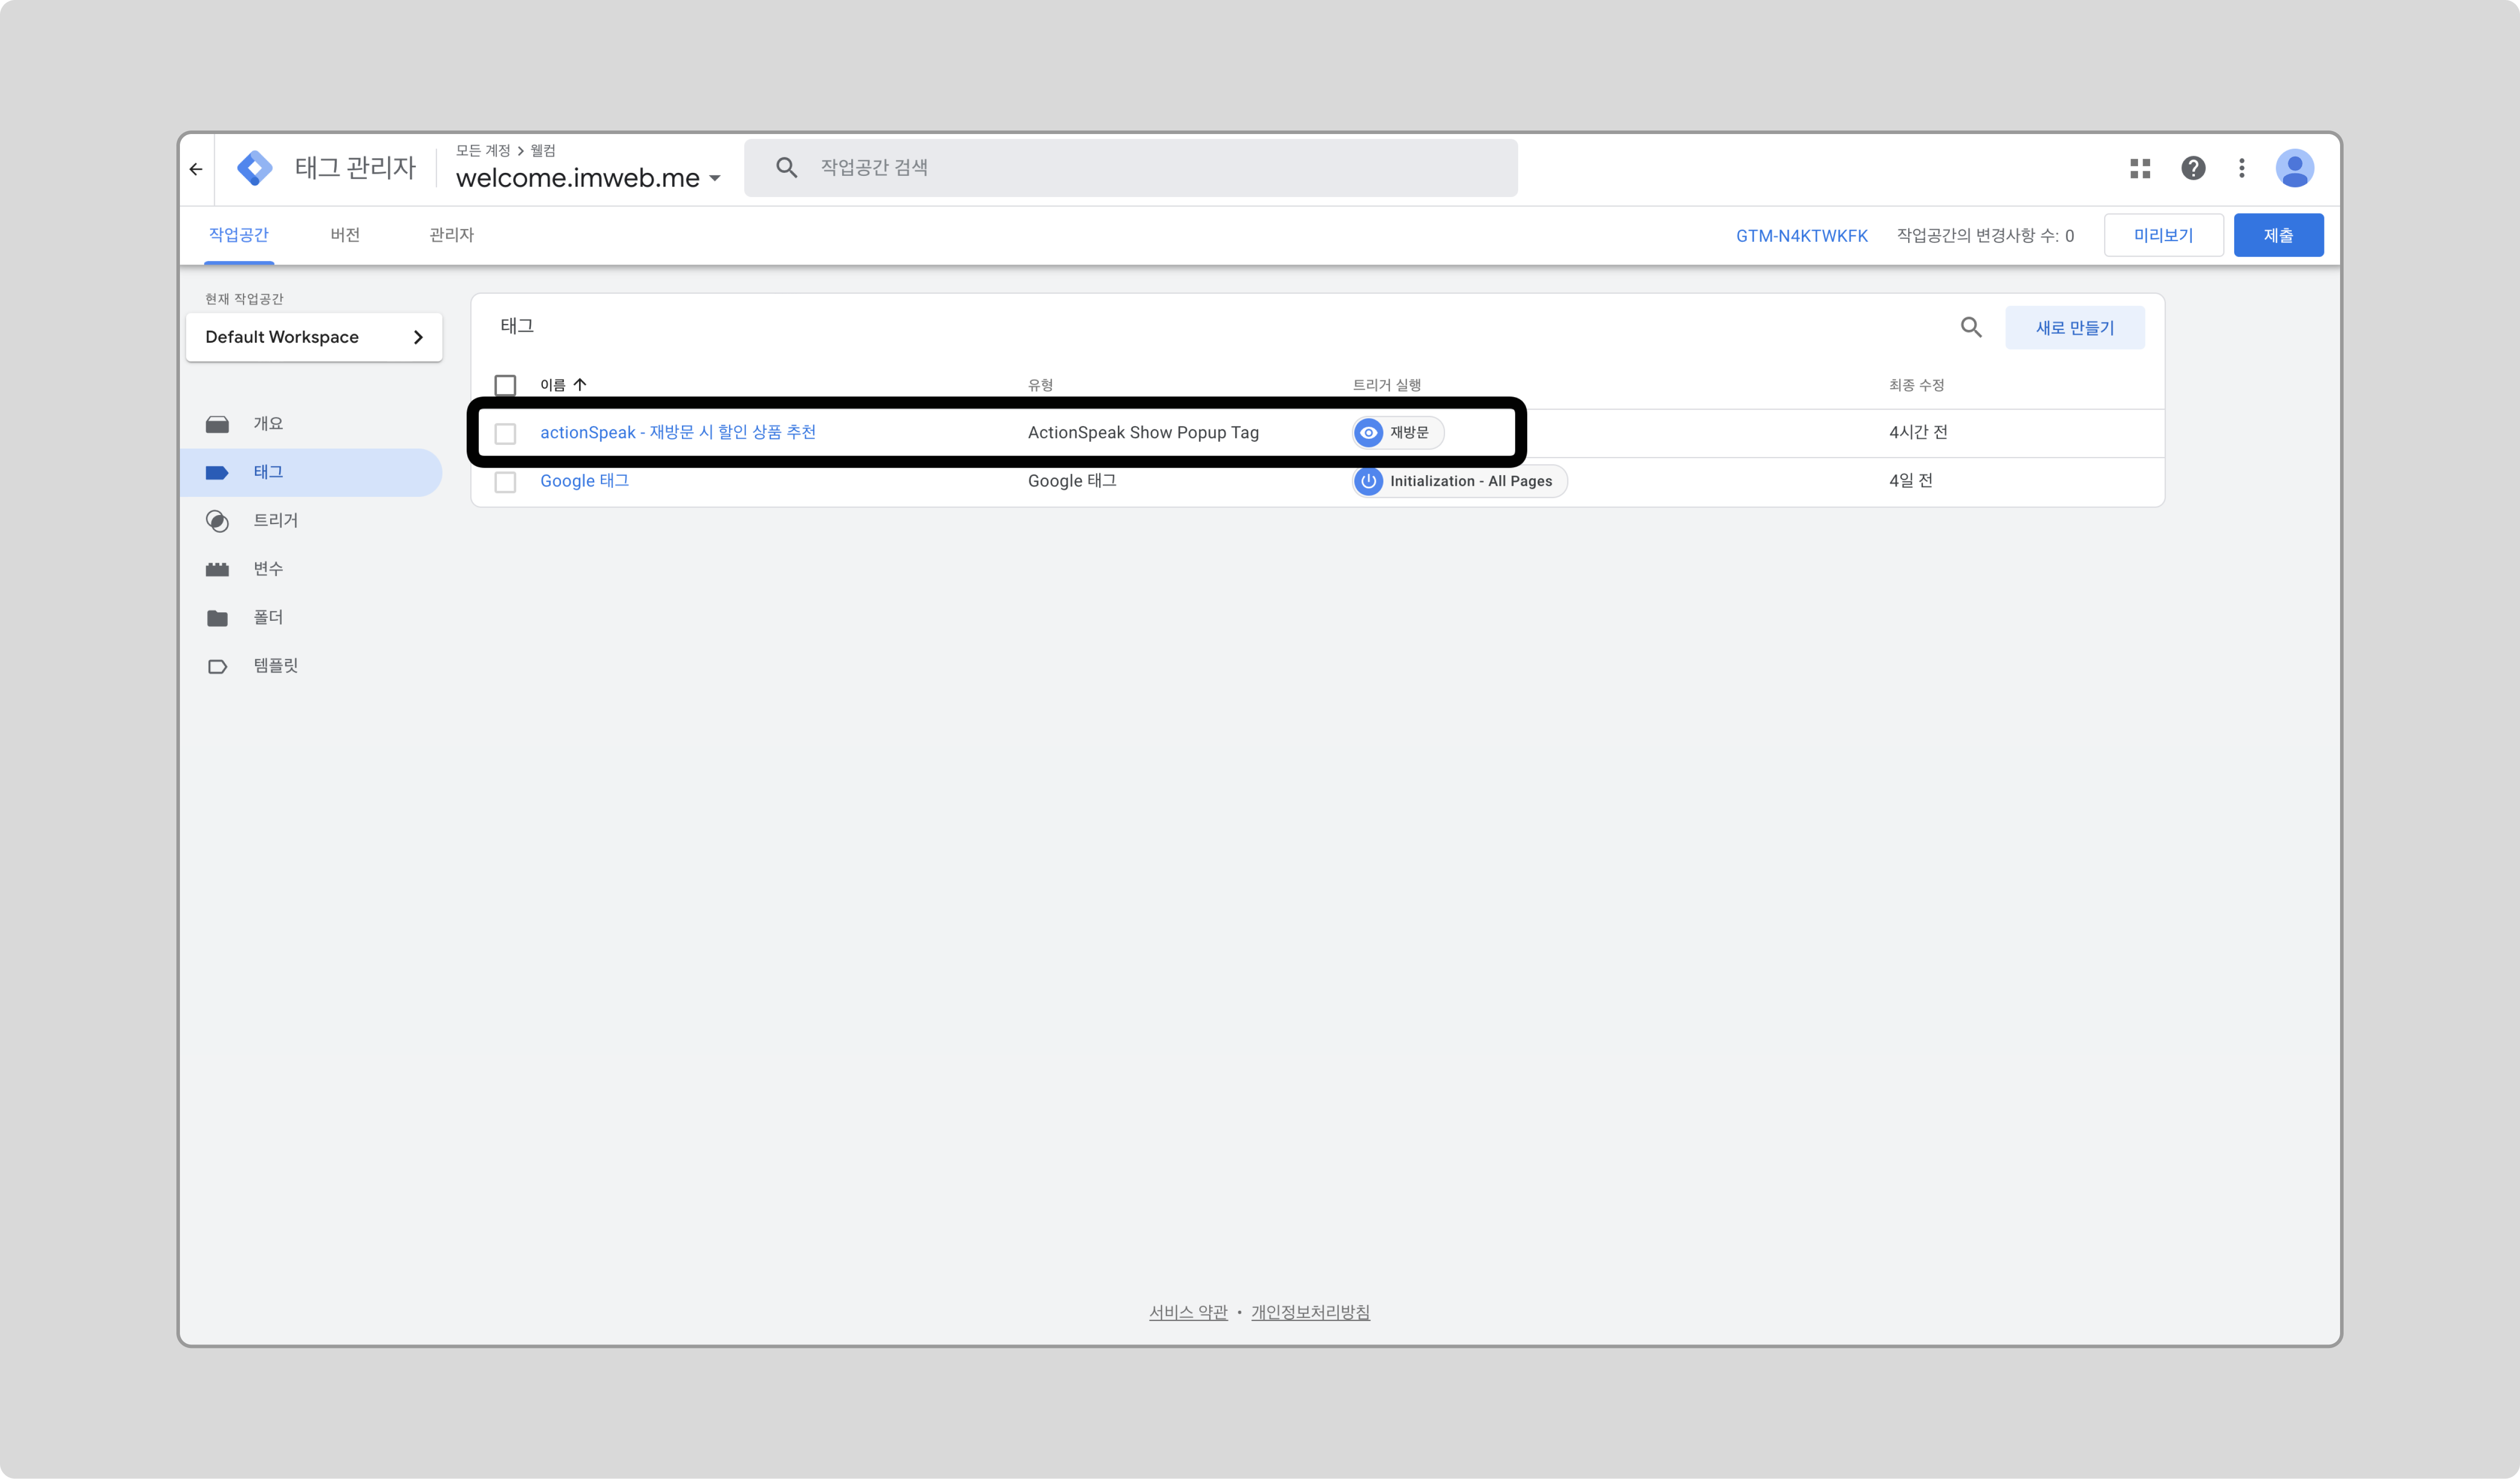 태그 관리자
모든 계정 > 웰컴
welcome.imweb.me
작업공간 검색
작업공간
버전
관리자
GTM-N4KTWKFK
작업공간의 변경사항 수: 0
미리보기
제출
현재 작업공간
Default Workspace
개요
태그
트리거
변수
폴더
템플릿
태그
새로 만들기
이름 유형 트리거 실행 최종 수정
actionSpeak - 재방문 시 할인 상품 추천 ActionSpeak Show Popup Tag 재방문 4시간 전
Google 태그 Google 태그 Initialization - All Pages 4일 전
서비스 약관 • 개인정보처리방침